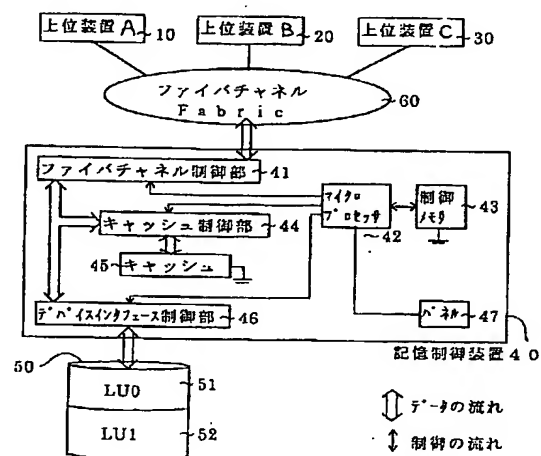 上位装置A 10
上位装置B 20
上位装置C 30
ファイバチャネル
Fabric
60
ファイバチャネル制御部 41
マイクロ
プロセッサ
42
制御
メモリ
43
キャッシュ制御部 44
45 キャッシュ
デバイスインタフェース制御部 46
パネル 47
記憶制御装置40
50
LU0 51
LU1 52
データの流れ
制御の流れ